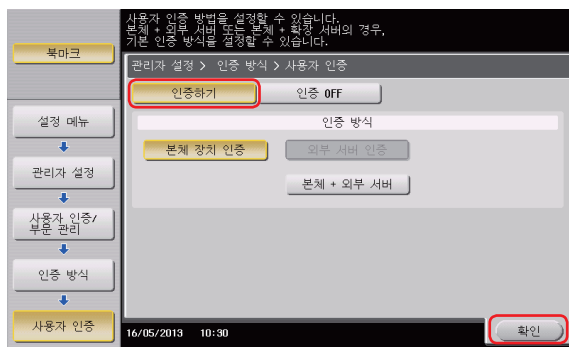 사용자 인증 방법을 설정할 수 있습니다.
본체 + 외부 서버 또는 본체 + 확장 서버의 경우,
기본 인증 방식을 설정할 수 있습니다.
북마크
관리자 설정 > 인증 방식 > 사용자 인증
인증하기
인증 OFF
인증 방식
본체 장치 인증
외부 서버 인증
본체 + 외부 서버
설정 메뉴
관리자 설정
사용자 인증/
부문 관리
인증 방식
사용자 인증
16/05/2013 10:30
확인